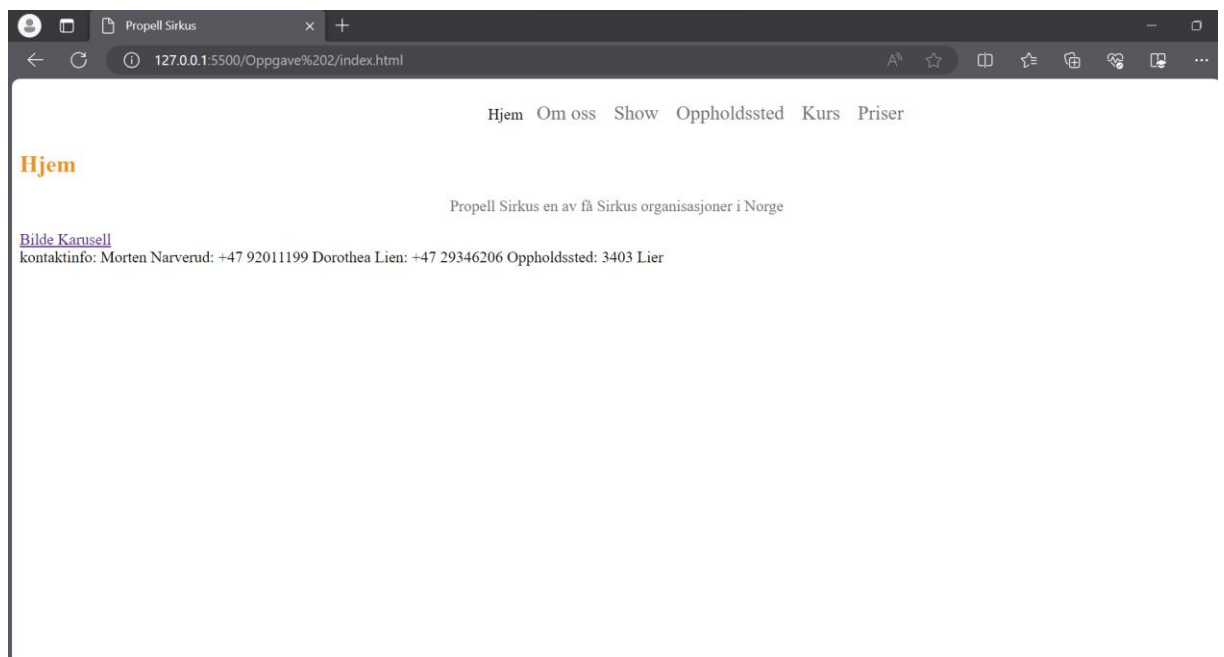 Propell Sirkus
127.0.0.1:5500/Oppgave%202/index.html
Hjem Om oss Show Oppholdssted Kurs Priser
Hjem
Propell Sirkus en av få Sirkus organisasjoner i Norge
Bilde Karusell
kontaktinfo: Morten Narverud: +47 92011199 Dorothea Lien: +47 29346206 Oppholdssted: 3403 Lier